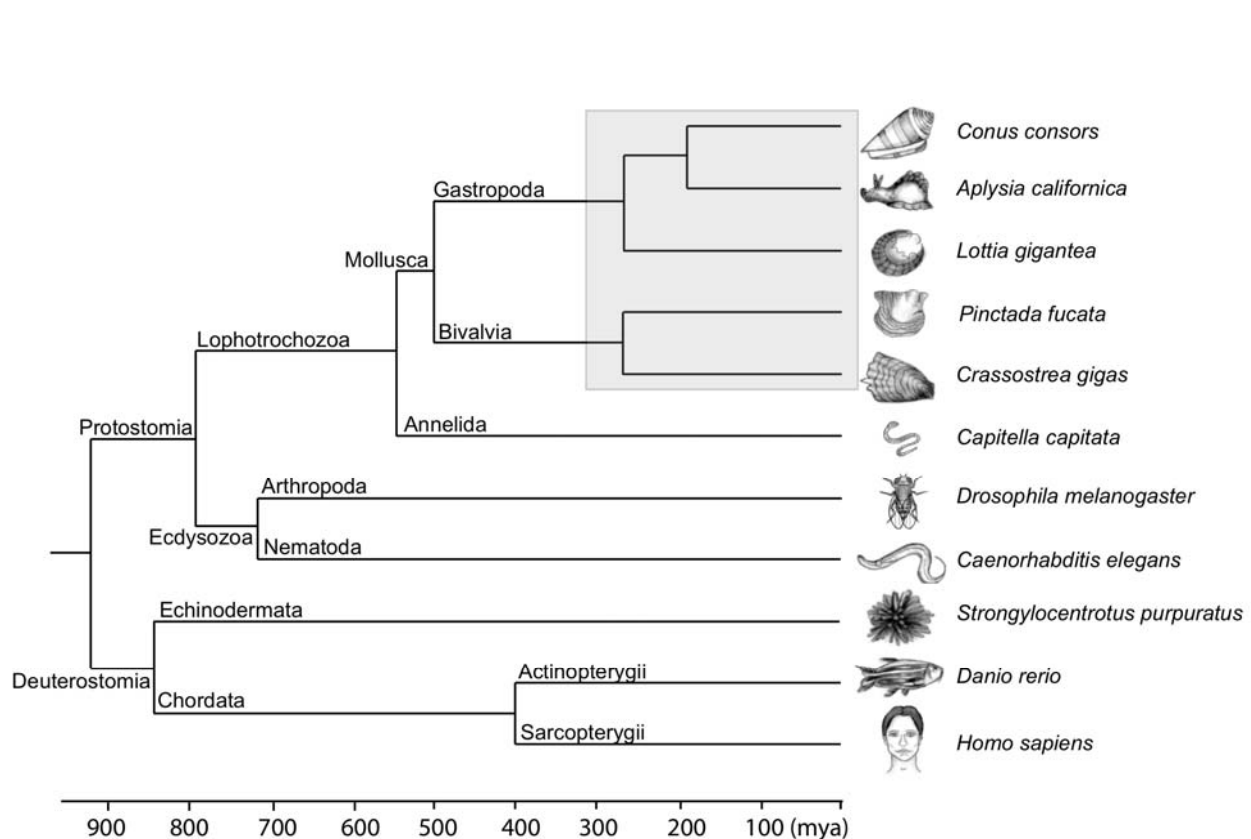 Conus consors
Gastropoda
Aplysia californica
Mollusca
Lottia gigantea
Pinctada fucata
Bivalvia
Lophotrochozoa
Crassostrea gigas
Annelida
Protostomia
Capitella capitata
Arthropoda
Drosophila melanogaster
Ecdysozoa
Nematoda
Caenorhabditis elegans
Echinodermata
Strongylocentrotus purpuratus
Actinopterygii
Deuterostomia
Danio rerio
Chordata
Sarcopterygii
Homo sapiens
900 800 700 600 500 400 300 200 100 (mya)